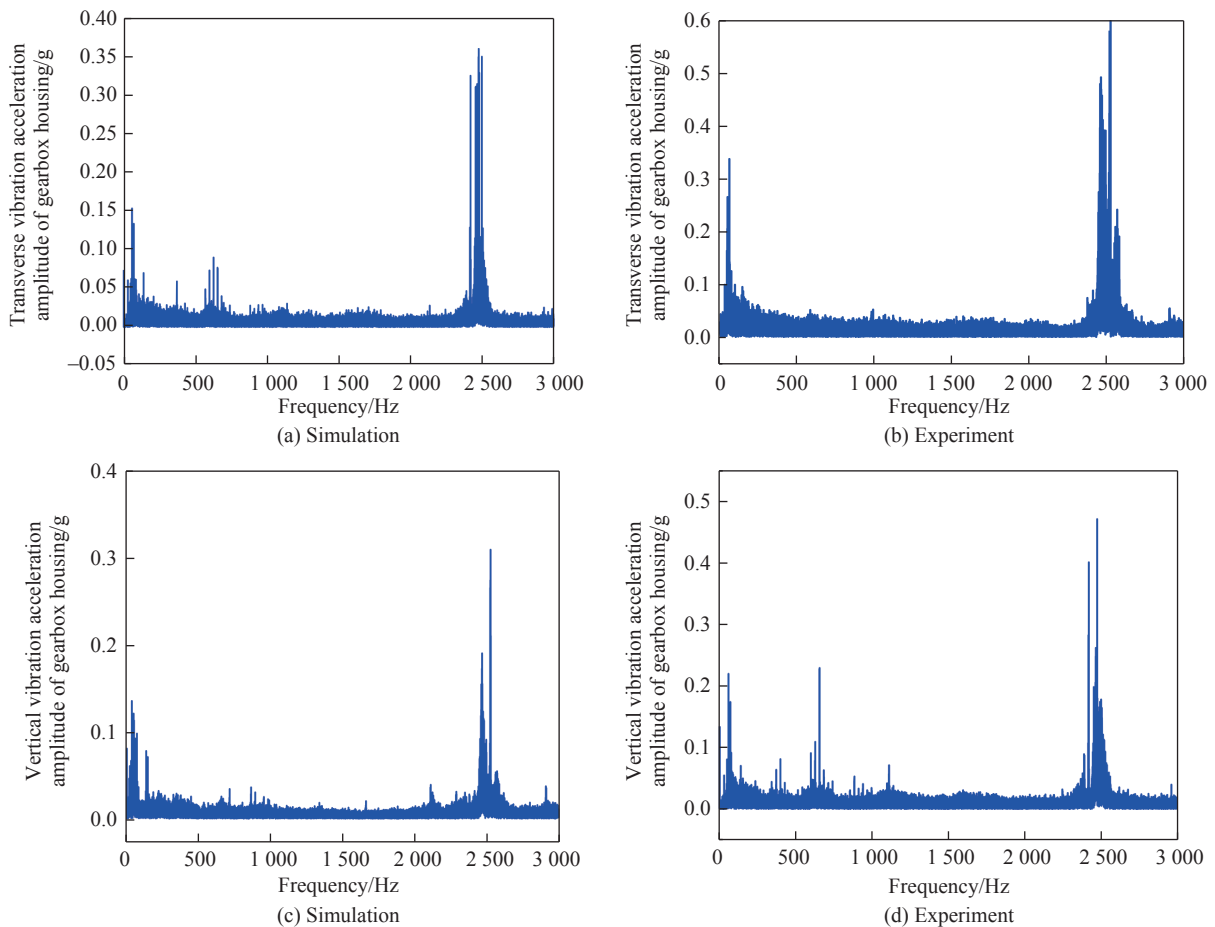 Transverse vibration acceleration
amplitude of gearbox housing/g
0.40
0.35
0.30
0.25
0.20
0.15
0.10
0.05
0.00
–0.05
0 500 1 000 1 500 2 000 2 500 3 000
Frequency/Hz
(a) Simulation
Transverse vibration acceleration
amplitude of gearbox housing/g
0.6
0.5
0.4
0.3
0.2
0.1
0.0
0 500 1 000 1 500 2 000 2 500 3 000
Frequency/Hz
(b) Experiment
Vertical vibration acceleration
amplitude of gearbox housing/g
0.4
0.3
0.2
0.1
0.0
0 500 1 000 1 500 2 000 2 500 3 000
Frequency/Hz
(c) Simulation
Vertical vibration acceleration
amplitude of gearbox housing/g
0.5
0.4
0.3
0.2
0.1
0.0
0 500 1 000 1 500 2 000 2 500 3 000
Frequency/Hz
(d) Experiment